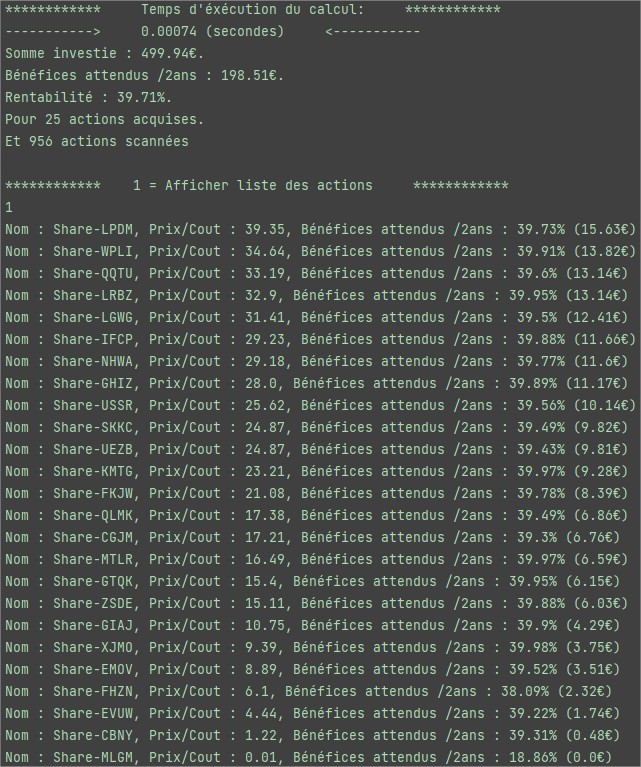 ************     Temps d'éxécution du calcul:     ************
----------->     0.00074 (secondes)     <-----------
Somme investie : 499.94€.
Bénéfices attendus /2ans : 198.51€.
Rentabilité : 39.71%.
Pour 25 actions acquises.
Et 956 actions scannées
************    1 = Afficher liste des actions     ************
1
Nom : Share-LPDM, Prix/Cout : 39.35, Bénéfices attendus /2ans : 39.73% (15.63€)
Nom : Share-WPLI, Prix/Cout : 34.64, Bénéfices attendus /2ans : 39.91% (13.82€)
Nom : Share-QQTU, Prix/Cout : 33.19, Bénéfices attendus /2ans : 39.6% (13.14€)
Nom : Share-LRBZ, Prix/Cout : 32.9, Bénéfices attendus /2ans : 39.95% (13.14€)
Nom : Share-LGWG, Prix/Cout : 31.41, Bénéfices attendus /2ans : 39.5% (12.41€)
Nom : Share-IFCP, Prix/Cout : 29.23, Bénéfices attendus /2ans : 39.88% (11.66€)
Nom : Share-NHWA, Prix/Cout : 29.18, Bénéfices attendus /2ans : 39.77% (11.6€)
Nom : Share-GHIZ, Prix/Cout : 28.0, Bénéfices attendus /2ans : 39.89% (11.17€)
Nom : Share-USSR, Prix/Cout : 25.62, Bénéfices attendus /2ans : 39.56% (10.14€)
Nom : Share-SKKC, Prix/Cout : 24.87, Bénéfices attendus /2ans : 39.49% (9.82€)
Nom : Share-UEZB, Prix/Cout : 24.87, Bénéfices attendus /2ans : 39.43% (9.81€)
Nom : Share-KMTG, Prix/Cout : 23.21, Bénéfices attendus /2ans : 39.97% (9.28€)
Nom : Share-FKJW, Prix/Cout : 21.08, Bénéfices attendus /2ans : 39.78% (8.39€)
Nom : Share-QLMK, Prix/Cout : 17.38, Bénéfices attendus /2ans : 39.49% (6.86€)
Nom : Share-CGJM, Prix/Cout : 17.21, Bénéfices attendus /2ans : 39.3% (6.76€)
Nom : Share-MTLR, Prix/Cout : 16.49, Bénéfices attendus /2ans : 39.97% (6.59€)
Nom : Share-GTQK, Prix/Cout : 15.4, Bénéfices attendus /2ans : 39.95% (6.15€)
Nom : Share-ZSDE, Prix/Cout : 15.11, Bénéfices attendus /2ans : 39.88% (6.03€)
Nom : Share-GIAJ, Prix/Cout : 10.75, Bénéfices attendus /2ans : 39.9% (4.29€)
Nom : Share-XJMO, Prix/Cout : 9.39, Bénéfices attendus /2ans : 39.98% (3.75€)
Nom : Share-EMOV, Prix/Cout : 8.89, Bénéfices attendus /2ans : 39.52% (3.51€)
Nom : Share-FHZN, Prix/Cout : 6.1, Bénéfices attendus /2ans : 38.09% (2.32€)
Nom : Share-EVUW, Prix/Cout : 4.44, Bénéfices attendus /2ans : 39.22% (1.74€)
Nom : Share-CBNY, Prix/Cout : 1.22, Bénéfices attendus /2ans : 39.31% (0.48€)
Nom : Share-MLGM, Prix/Cout : 0.01, Bénéfices attendus /2ans : 18.86% (0.0€)